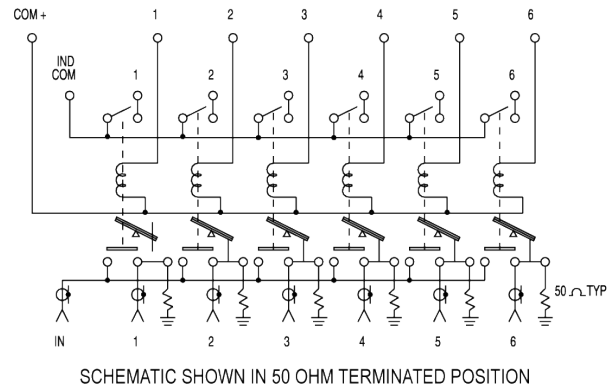 COM + 1 2 3 4 5 6
IND
COM
1 2 3 4 5 6
50 Ω TYP
IN 1 2 3 4 5 6
SCHEMATIC SHOWN IN 50 OHM TERMINATED POSITION